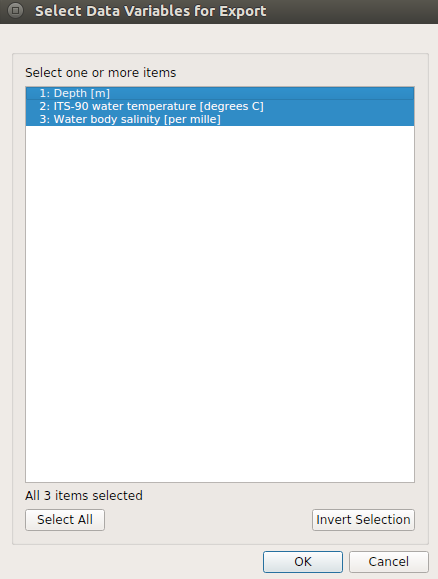 Select Data Variables for Export
Select one or more items
1: Depth [m]
2: ITS-90 water temperature [degrees C]
3: Water body salinity [per mille]
All 3 items selected
Select All
Invert Selection
OK
Cancel